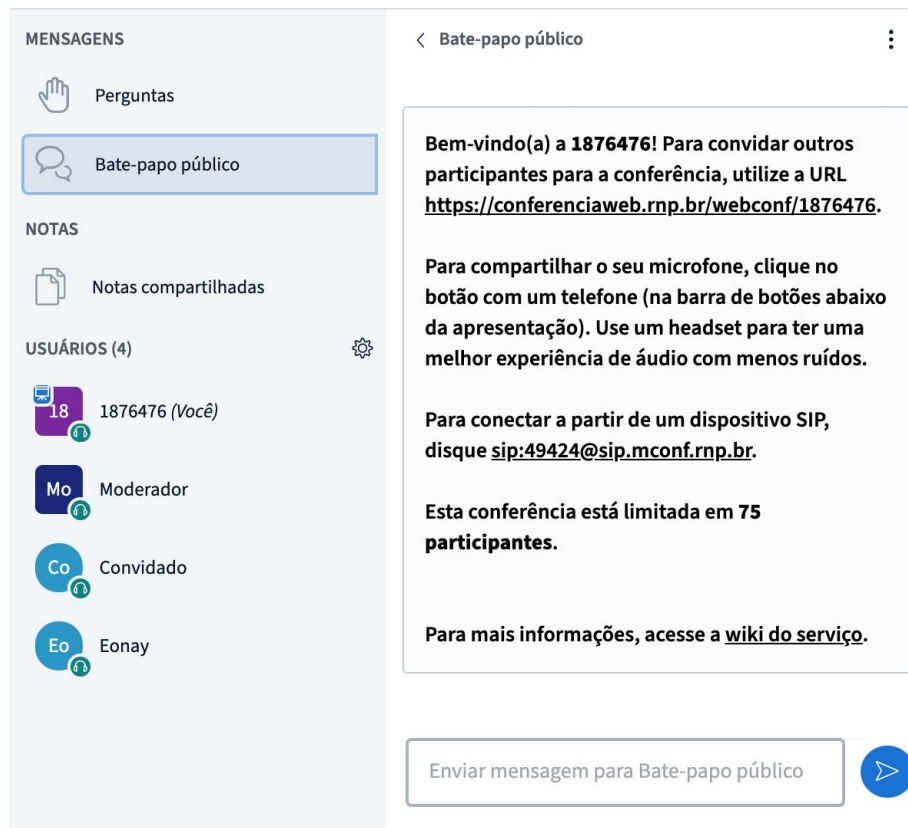 MENSAGENS
Perguntas
Bate-papo público
NOTAS
Notas compartilhadas
USUÁRIOS (4)
18 1876476 (Você)
Mo Moderador
Co Convidado
Eo Eonay
Bate-papo público
Bem-vindo(a) a 1876476! Para convidar outros
participantes para a conferência, utilize a URL
https://conferenciaweb.rnp.br/webconf/1876476.
Para compartilhar o seu microfone, clique no
botão com um telefone (na barra de botões abaixo
da apresentação). Use um headset para ter uma
melhor experiência de áudio com menos ruídos.
Para conectar a partir de um dispositivo SIP,
disque sip:49424@sip.mconf.rnp.br.
Esta conferência está limitada em 75
participantes.
Para mais informações, acesse a wiki do serviço.
Enviar mensagem para Bate-papo público